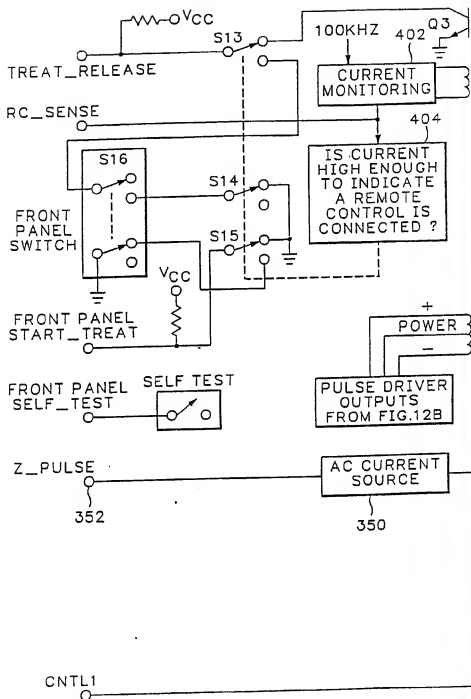 VCC
S13
100KHZ
402
Q3
TREAT_RELEASE
CURRENT
MONITORING
RC_SENSE
404
S16
IS CURRENT
HIGH ENOUGH
TO INDICATE
A REMOTE
CONTROL IS
CONNECTED ?
S14
FRONT
PANEL
SWITCH
S15
VCC
FRONT PANEL
START_TREAT
+
POWER
−
FRONT PANEL
SELF_TEST
SELF TEST
PULSE DRIVER
OUTPUTS
FROM FIG.12B
Z_PULSE
352
AC CURRENT
SOURCE
350
CNTL1